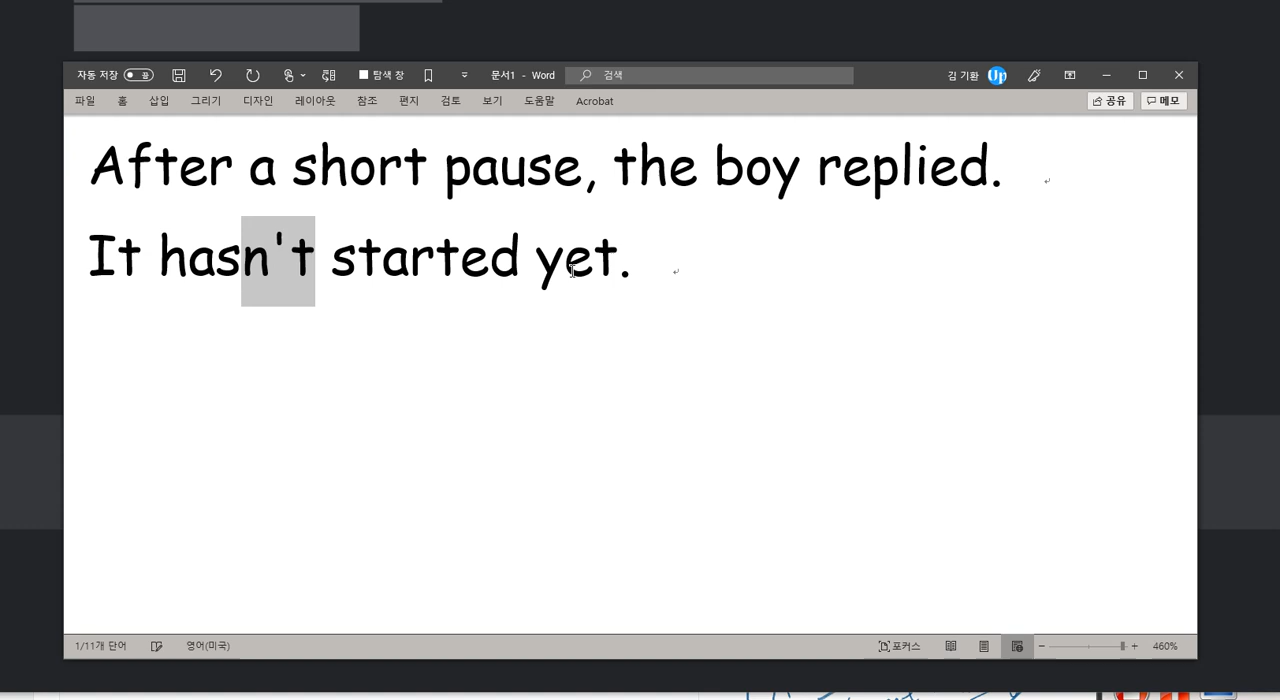 자동 저장 끔 탐색 창 문서1 - Word 검색 김 기환 Up
파일 홈 삽입 그리기 디자인 레이아웃 참조 편지 검토 보기 도움말 Acrobat 공유 메모
After a short pause, the boy replied.
It hasn't started yet.
1/11개 단어 영어(미국) 포커스 460%